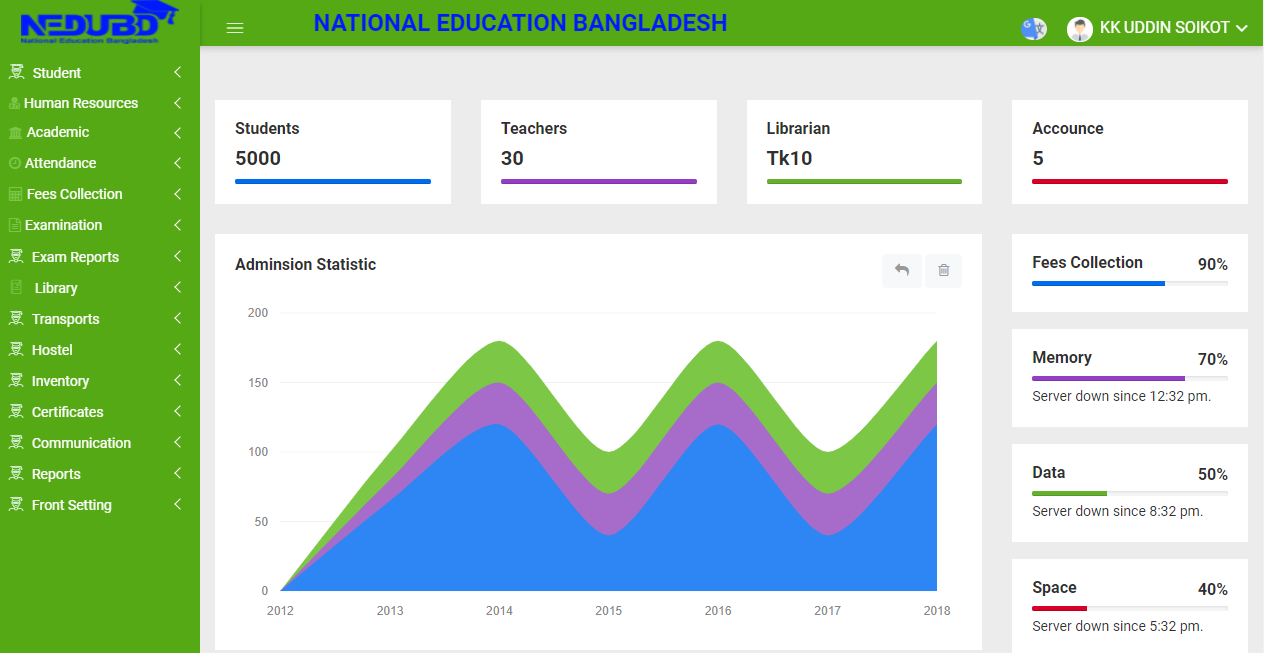 NEDUBD
National Education Bangladesh
NATIONAL EDUCATION BANGLADESH
KK UDDIN SOIKOT
Student
Human Resources
Academic
Attendance
Fees Collection
Examination
Exam Reports
Library
Transports
Hostel
Inventory
Certificates
Communication
Reports
Front Setting
Students
5000
Teachers
30
Librarian
Tk10
Accounce
5
Adminsion Statistic
200
150
100
50
0
2012 2013 2014 2015 2016 2017 2018
Fees Collection 90%
Memory 70%
Server down since 12:32 pm.
Data 50%
Server down since 8:32 pm.
Space 40%
Server down since 5:32 pm.